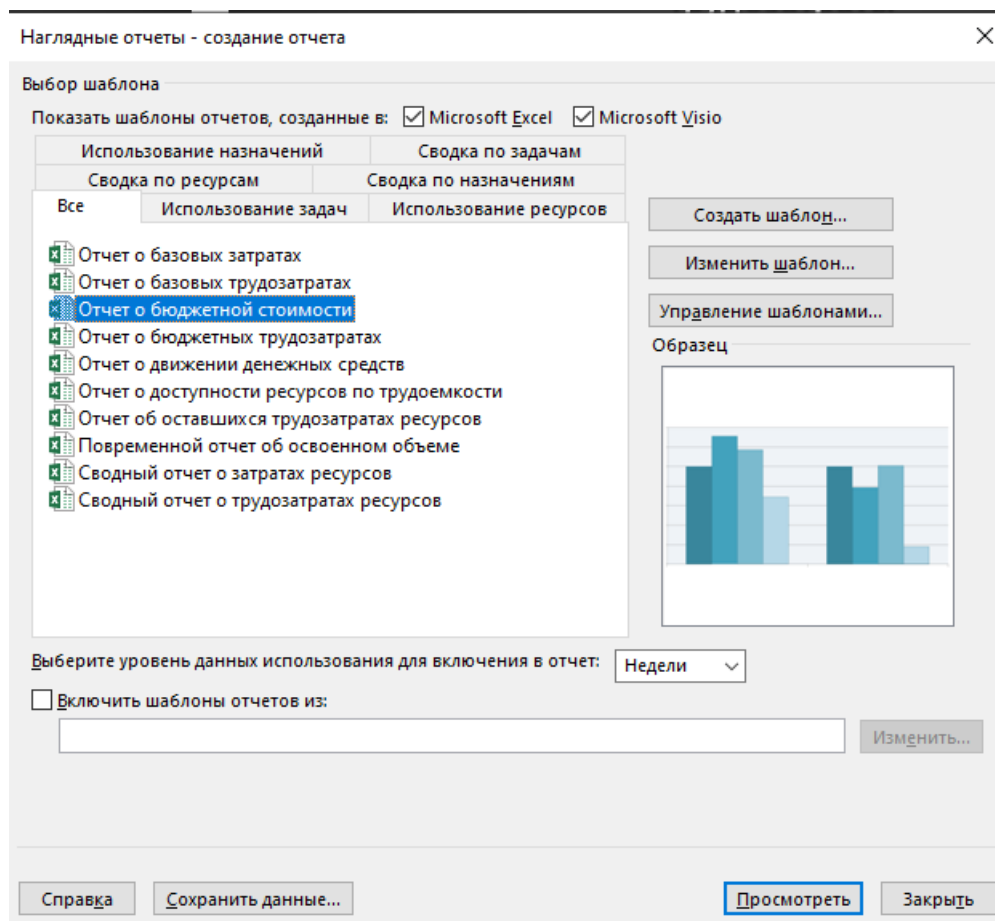 Наглядные отчеты - создание отчета
Выбор шаблона
Показать шаблоны отчетов, созданные в: Microsoft Excel Microsoft Visio
Использование назначений Сводка по задачам
Сводка по ресурсам Сводка по назначениям
Все Использование задач Использование ресурсов
Создать шаблон...
Отчет о базовых затратах
Изменить шаблон...
Отчет о базовых трудозатратах
Отчет о бюджетной стоимости
Управление шаблонами...
Отчет о бюджетных трудозатратах
Образец
Отчет о движении денежных средств
Отчет о доступности ресурсов по трудоемкости
Отчет об оставшихся трудозатратах ресурсов
Повременной отчет об освоенном объеме
Сводный отчет о затратах ресурсов
Сводный отчет о трудозатратах ресурсов
Выберите уровень данных использования для включения в отчет: Недели
Включить шаблоны отчетов из:
Изменить...
Справка Сохранить данные... Просмотреть Закрыть